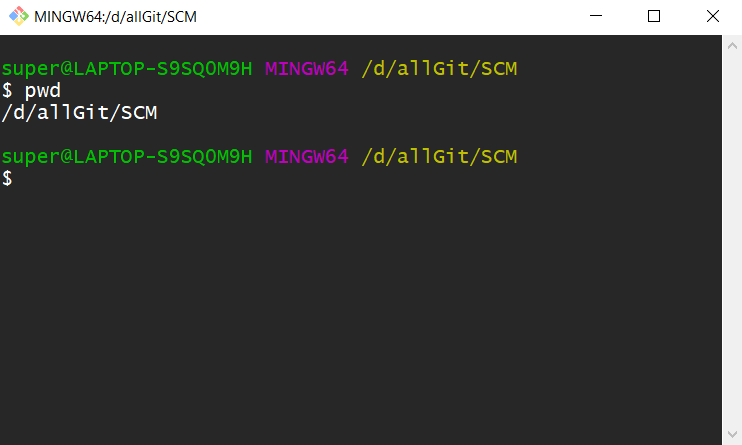 MINGW64:/d/allGit/SCM
super@LAPTOP-S9SQ0M9H MINGW64 /d/allGit/SCM
$ pwd
/d/allGit/SCM
super@LAPTOP-S9SQ0M9H MINGW64 /d/allGit/SCM
$